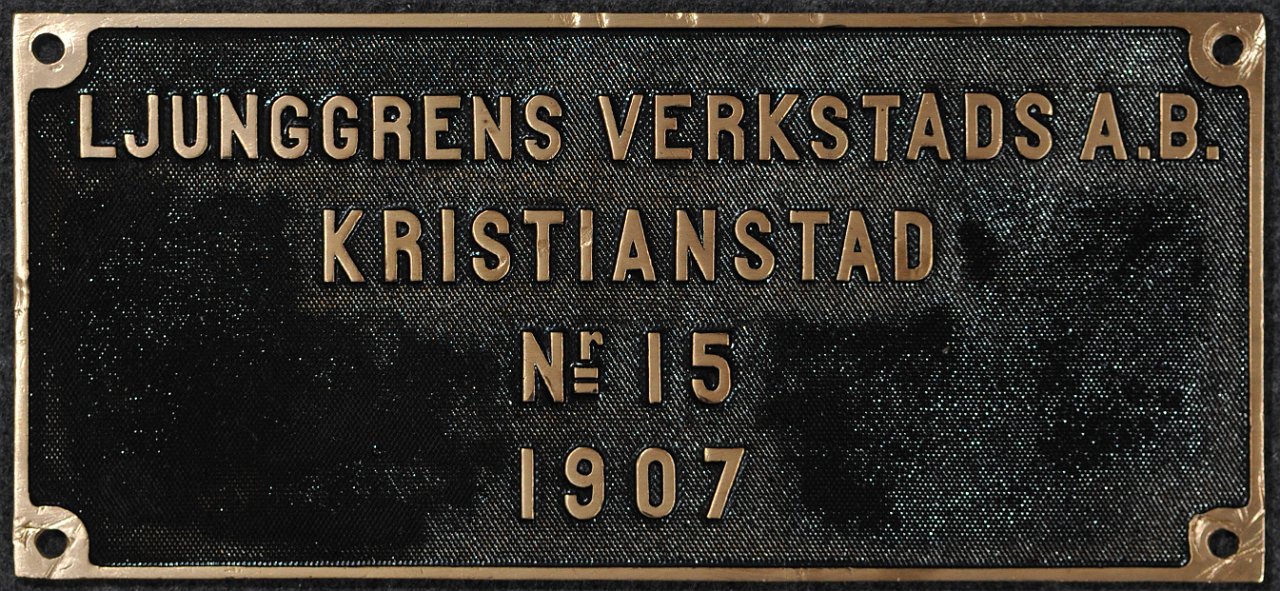 LJUNGGRENS VERKSTADS A.B.
KRISTIANSTAD
Nr 15
1907